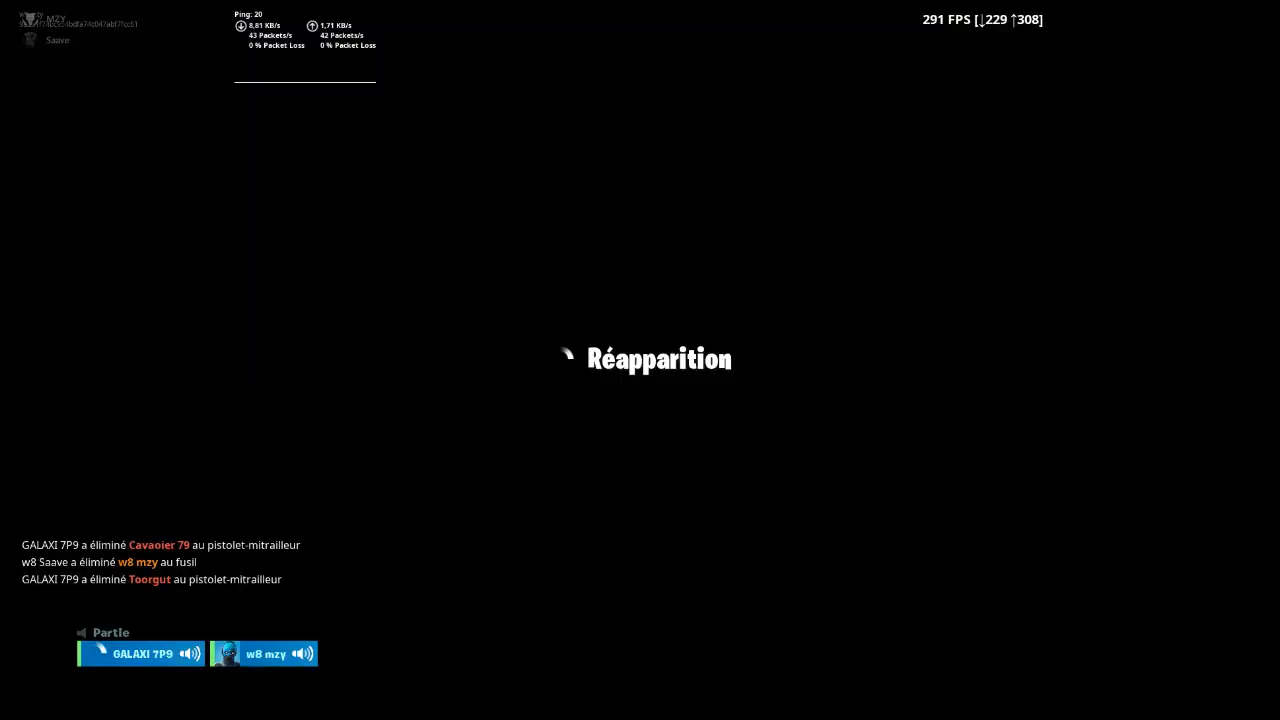 MZY
Saave
Ping: 20
8,81 KB/s
1,71 KB/s
43 Packets/s
42 Packets/s
0 % Packet Loss
0 % Packet Loss
291 FPS [↓229 ↑308]
Réapparition
GALAXI 7P9 a éliminé Cavaoier 79 au pistolet-mitrailleur
w8 Saave a éliminé w8 mzy au fusil
GALAXI 7P9 a éliminé Toorgut au pistolet-mitrailleur
Partie
GALAXI 7P9
w8 mzy